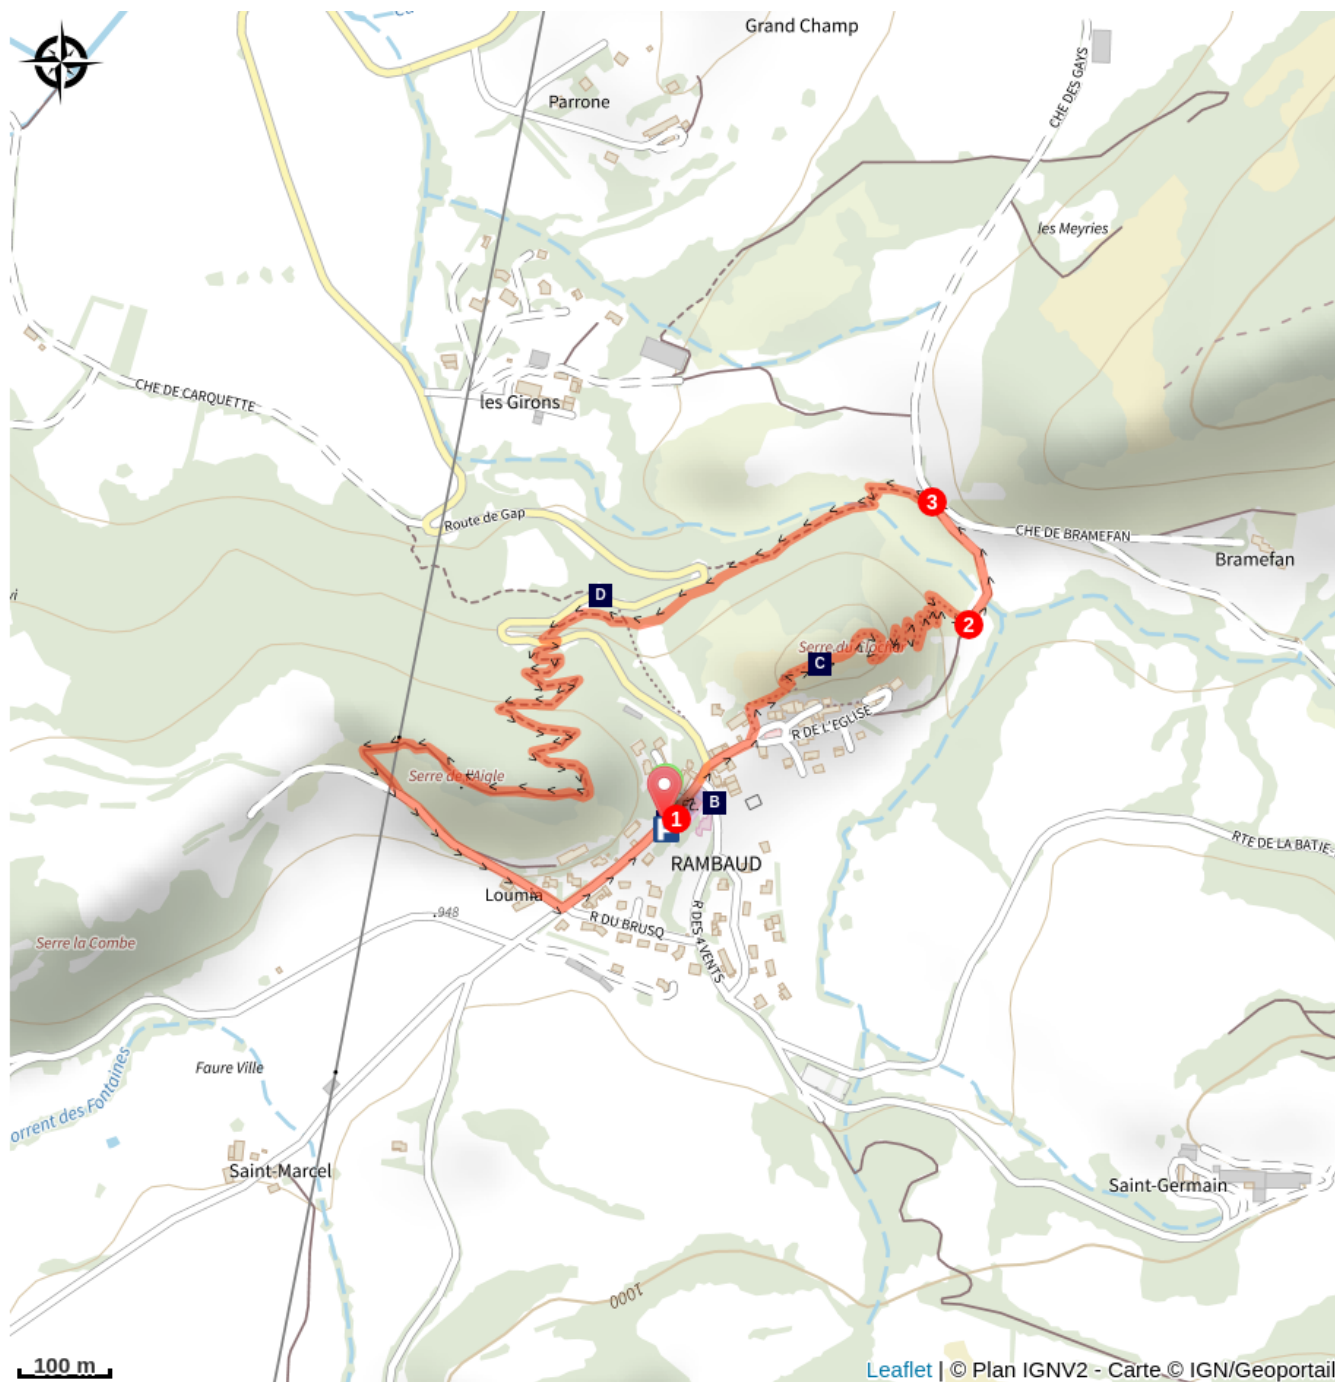 Grand Champ
Parrone
CHE DES GAYS
les Meyries
CHE DE CARQUETTE
les Girons
Route de Gap
3
CHE DE BRAMEFAN
Bramefan
D
2
Serre du Clochar
C
R DE L'EGLISE
Serre de l'Aigle
B
1
RAMBAUD
RTE DE LA BATIE-
Loumia
948
R DU BRUSQ
R DES 4 VENTS
Serre la Combe
Faure Ville
orrent des Fontaines
Saint-Marcel
Saint-Germain
1000
100 m
Leaflet | © Plan IGNV2 - Carte © IGN/Geoportail